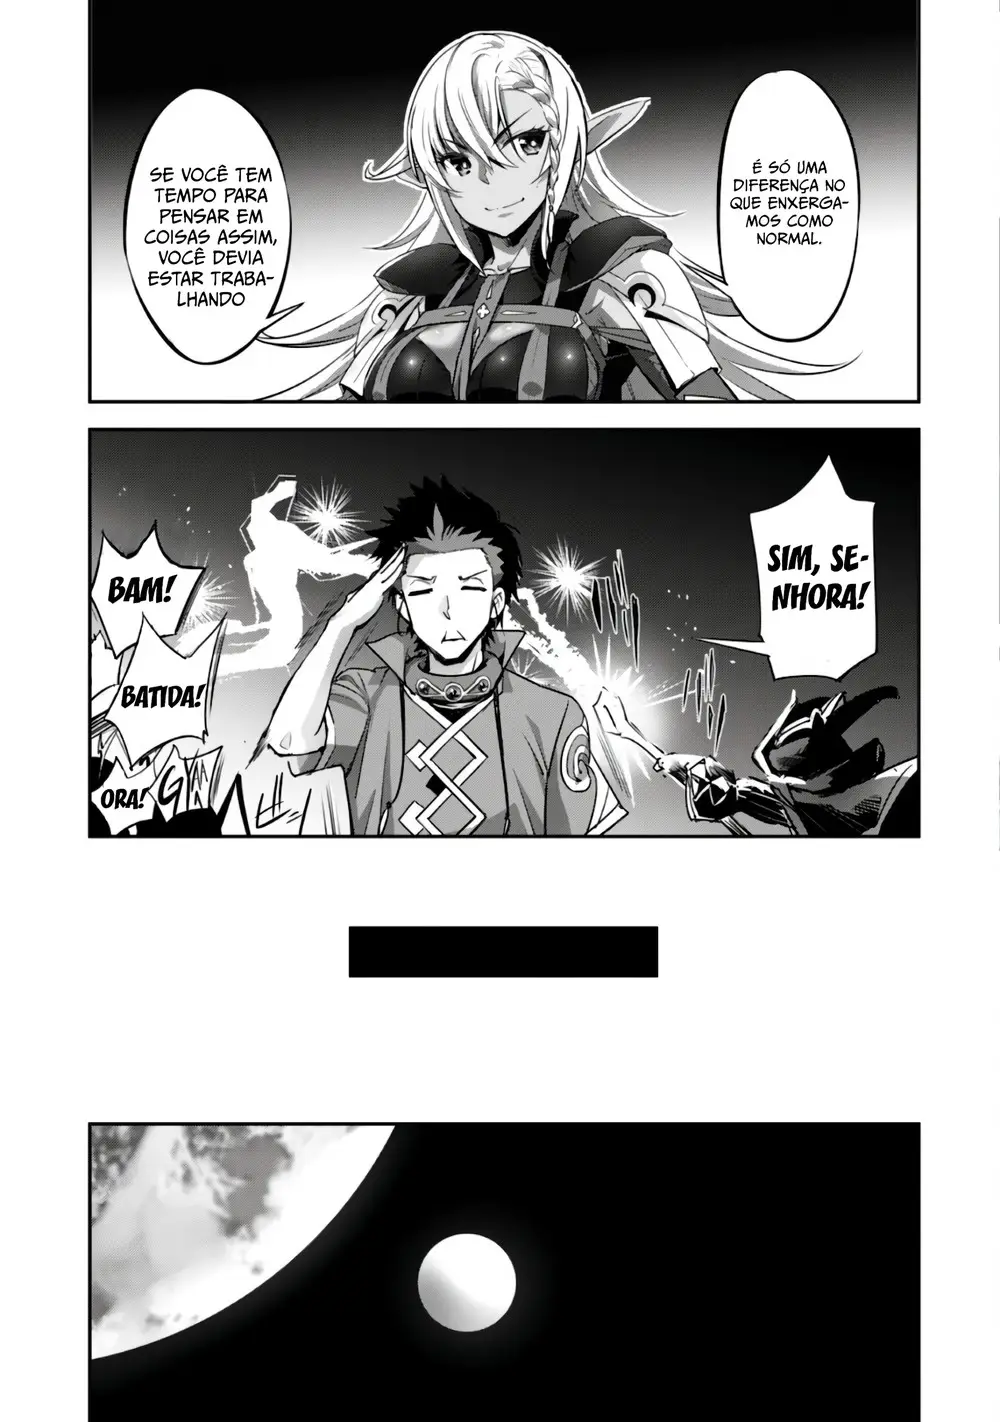 É SÓ UMA
DIFERENÇA NO
QUE ENXERGA-
MOS COMO
NORMAL.
SE VOCÊ TEM
TEMPO PARA
PENSAR EM
COISAS ASSIM,
VOCÊ DEVIA
ESTAR TRABA-
LHANDO
SIM, SE-
NHORA!
BAM!
BATIDA!
ORA!